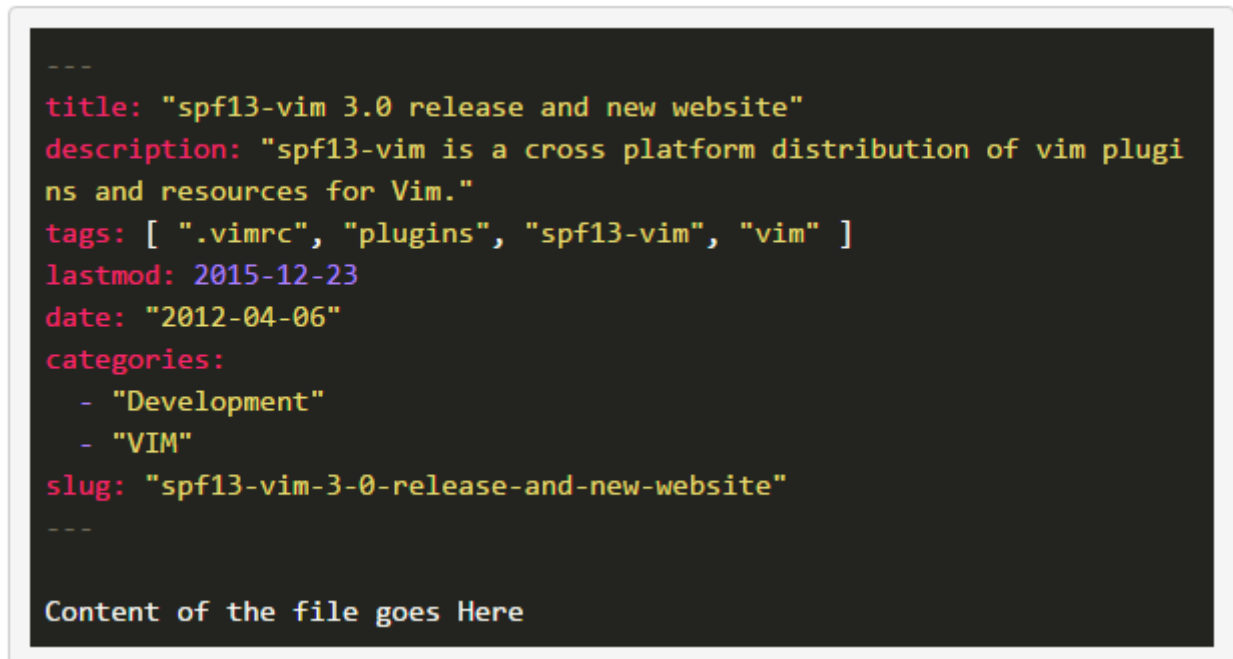 ---
title: "spf13-vim 3.0 release and new website"
description: "spf13-vim is a cross platform distribution of vim plugi
ns and resources for Vim."
tags: [ ".vimrc", "plugins", "spf13-vim", "vim" ]
lastmod: 2015-12-23
date: "2012-04-06"
categories:
  - "Development"
  - "VIM"
slug: "spf13-vim-3-0-release-and-new-website"
---

Content of the file goes Here